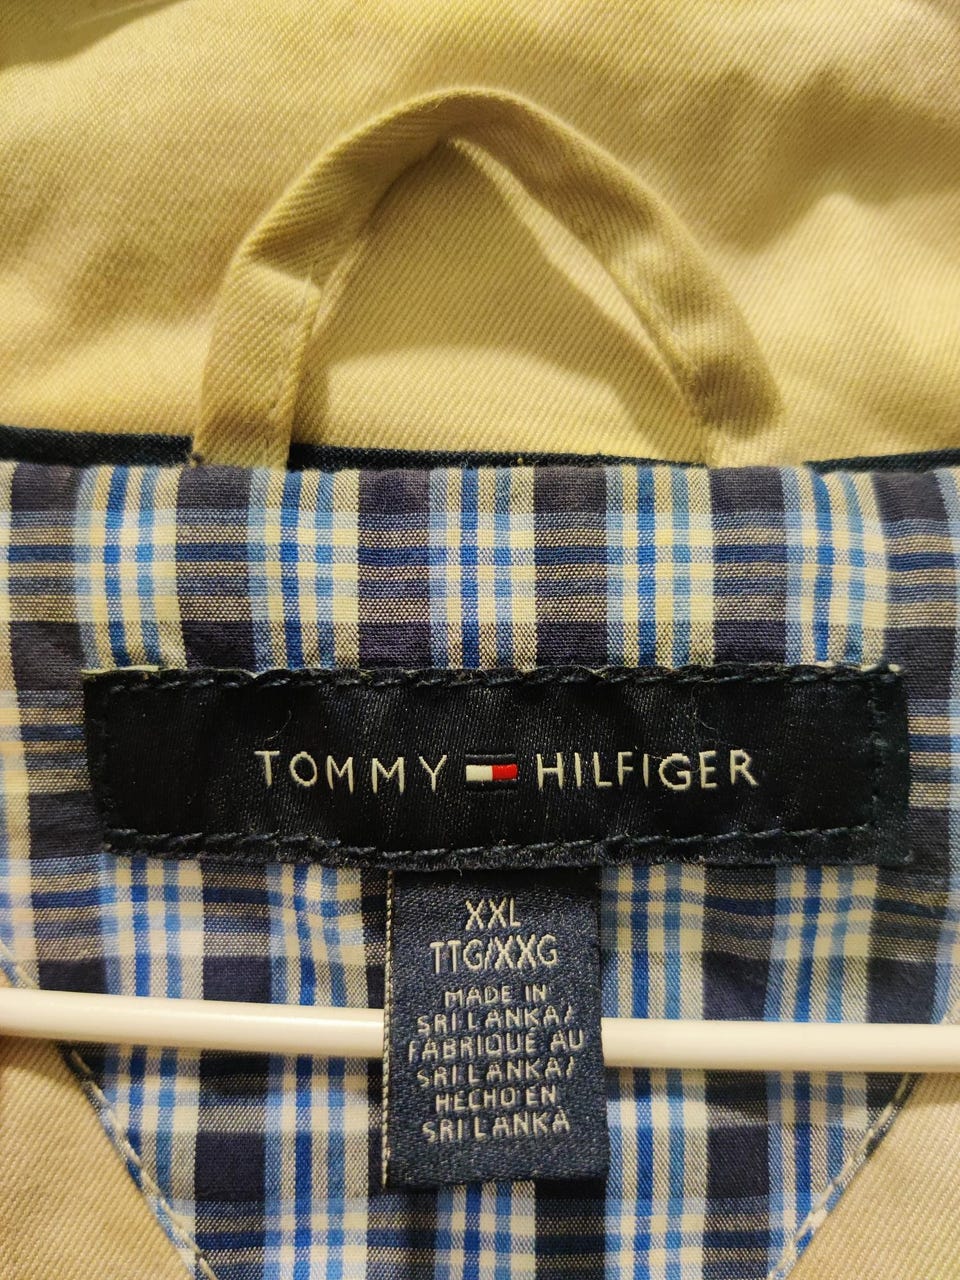 TOMMY HILFIGER
XXL
TTG/XXG
MADE IN
SRI LANKA/
FABRIQUE AU
SRI LANKA/
HECHO EN
SRI LANKA